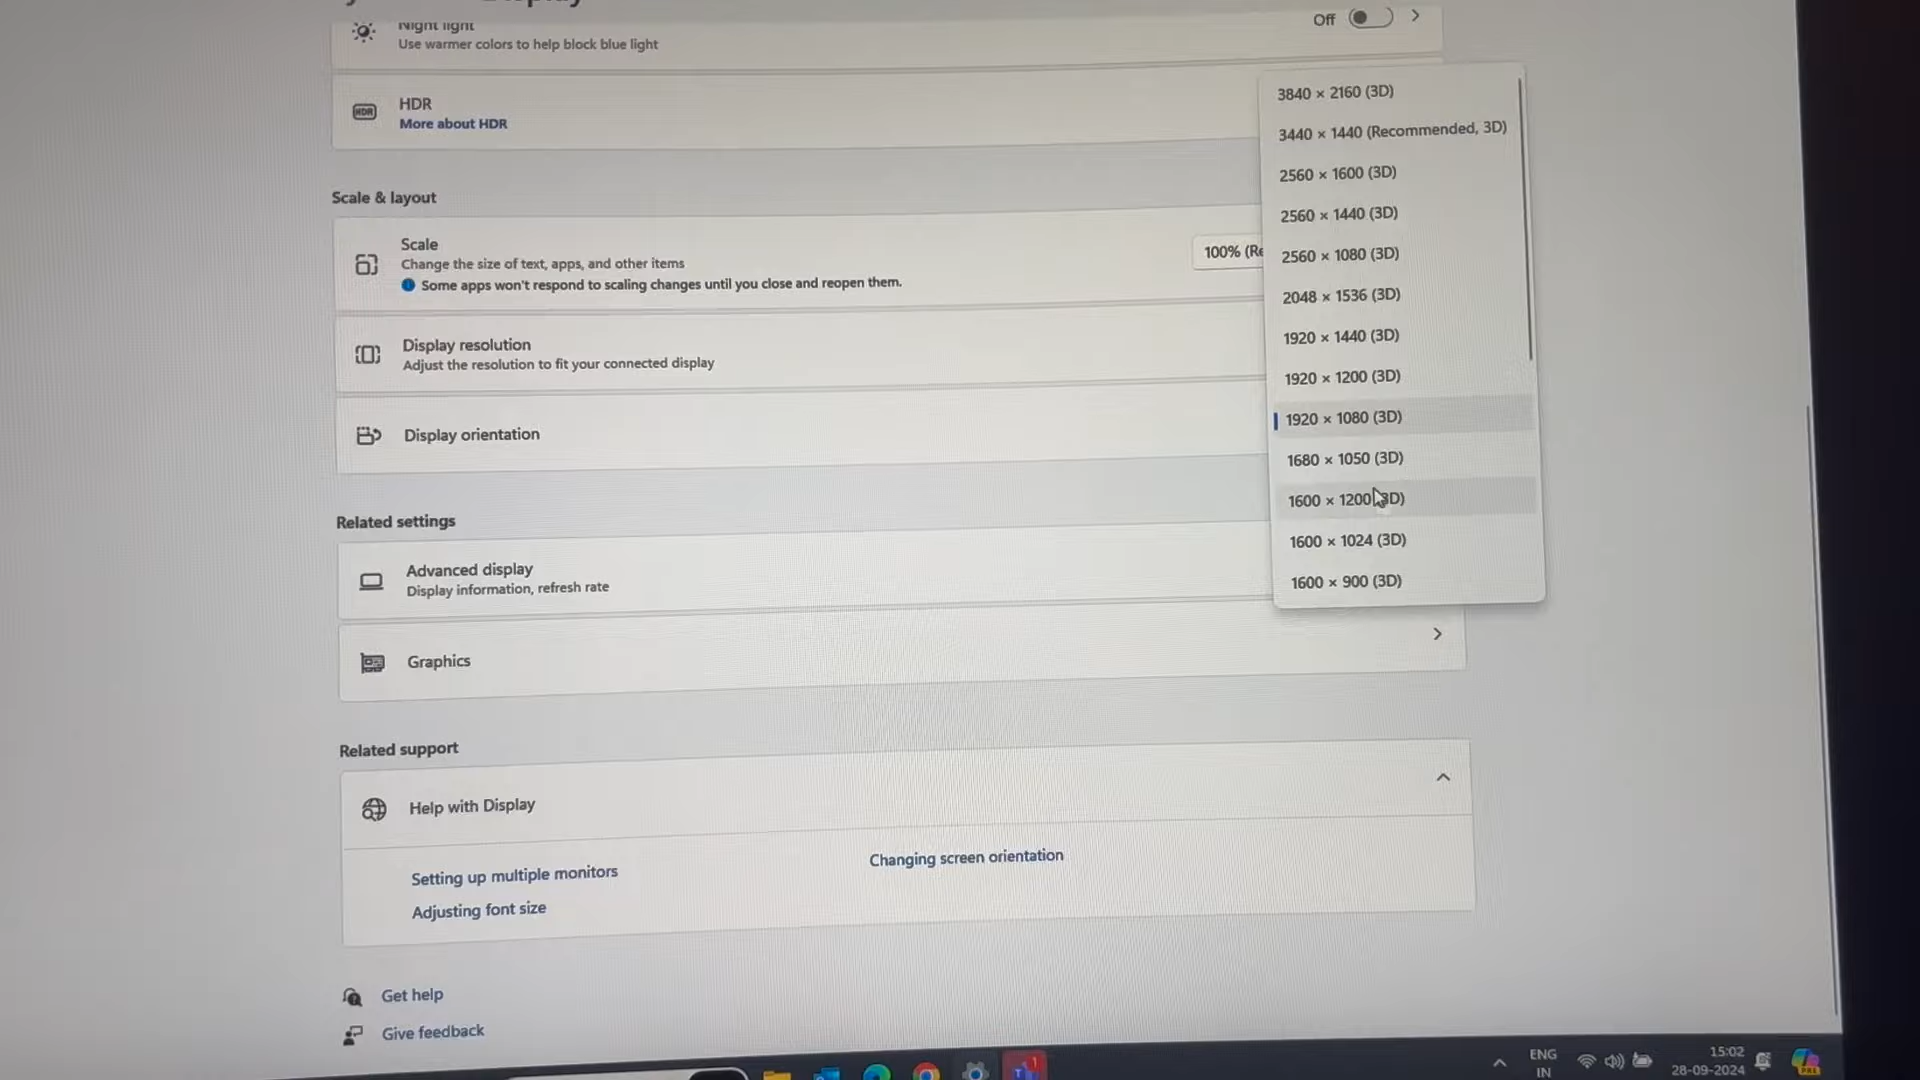 Night light
Use warmer colors to help block blue light
Off
HDR
HDR
More about HDR
Scale & layout
Scale
Change the size of text, apps, and other items
Some apps won't respond to scaling changes until you close and reopen them.
100% (Re
Display resolution
Adjust the resolution to fit your connected display
Display orientation
3840 × 2160 (3D)
3440 × 1440 (Recommended, 3D)
2560 × 1600 (3D)
2560 × 1440 (3D)
2560 × 1080 (3D)
2048 × 1536 (3D)
1920 × 1440 (3D)
1920 × 1200 (3D)
1920 × 1080 (3D)
1680 × 1050 (3D)
1600 × 1200 (3D)
1600 × 1024 (3D)
1600 × 900 (3D)
Related settings
Advanced display
Display information, refresh rate
Graphics
Related support
Help with Display
Setting up multiple monitors
Changing screen orientation
Adjusting font size
Get help
Give feedback
ENG
IN
15:02
28-09-2024